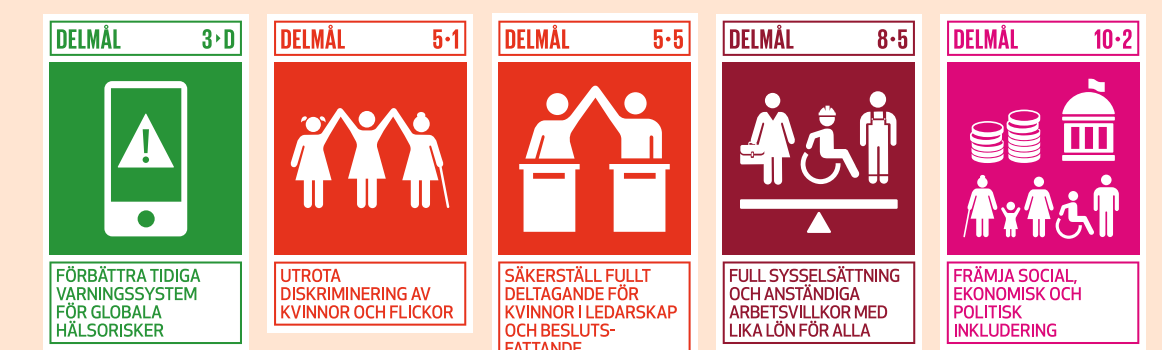 DELMÅL 3▸D
FÖRBÄTTRA TIDIGA
VARNINGSSYSTEM
FÖR GLOBALA
HÄLSORISKER
DELMÅL 5•1
UTROTA
DISKRIMINERING AV
KVINNOR OCH FLICKOR
DELMÅL 5•5
SÄKERSTÄLL FULLT
DELTAGANDE FÖR
KVINNOR I LEDARSKAP
OCH BESLUTS-
FATTANDE
DELMÅL 8•5
FULL SYSSELSÄTTNING
OCH ANSTÄNDIGA
ARBETSVILLKOR MED
LIKA LÖN FÖR ALLA
DELMÅL 10•2
FRÄMJA SOCIAL,
EKONOMISK OCH
POLITISK
INKLUDERING